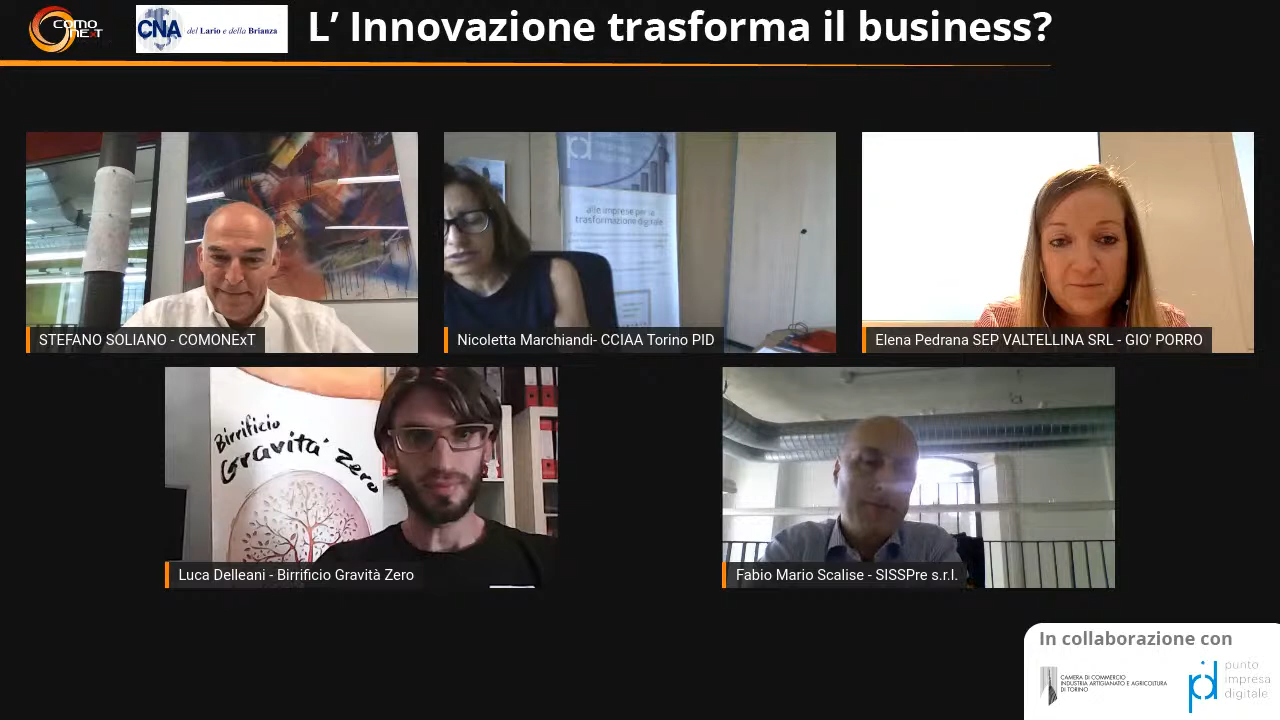 COMO
NExT
CNA del Lario e della Brianza
L’ Innovazione trasforma il business?
alle imprese per la
trasformazione digitale
STEFANO SOLIANO - COMONExT
Nicoletta Marchiandi- CCIAA Torino PID
Elena Pedrana SEP VALTELLINA SRL - GIO' PORRO
Birrificio
Gravità Zero
Luca Delleani - Birrificio Gravità Zero
Fabio Mario Scalise - SISSPre s.r.l.
In collaborazione con
CAMERA DI COMMERCIO
INDUSTRIA ARTIGIANATO E AGRICOLTURA
DI TORINO
pid
punto
impresa
digitale